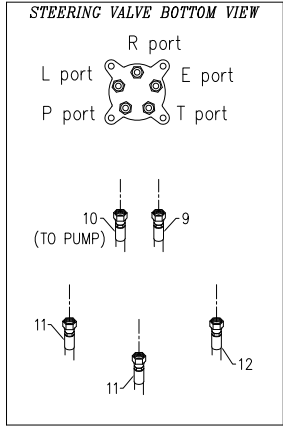 STEERING VALVE BOTTOM VIEW
R port
L port
E port
P port
T port
10
9
(TO PUMP)
11
12
11